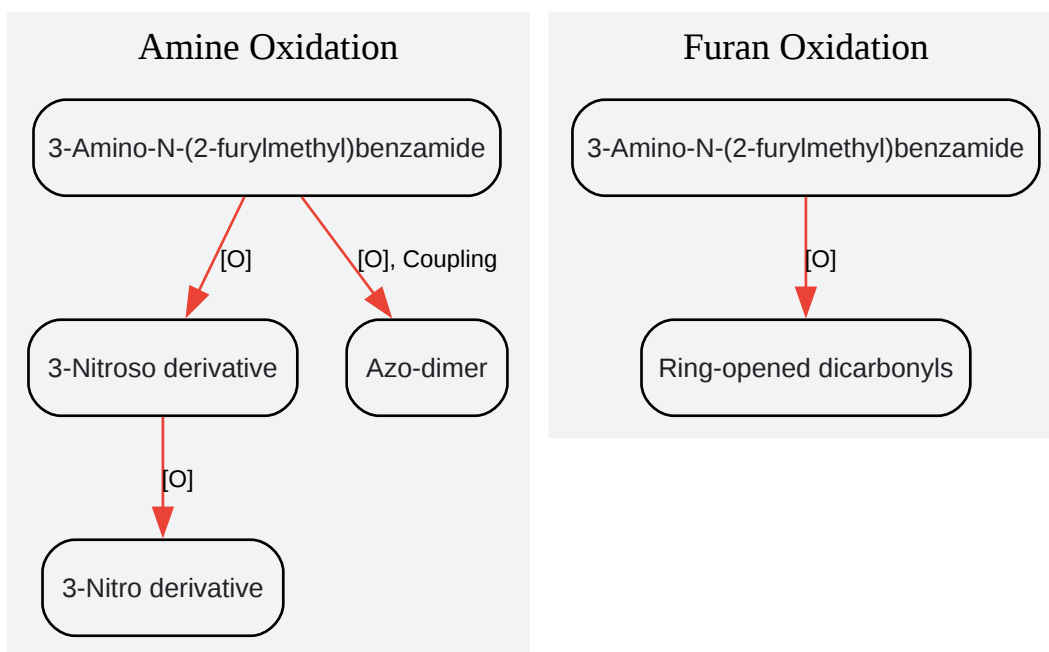 Amine Oxidation
3-Amino-N-(2-furylmethyl)benzamide
[O]
[O], Coupling
3-Nitroso derivative
Azo-dimer
[O]
3-Nitro derivative
Furan Oxidation
3-Amino-N-(2-furylmethyl)benzamide
[O]
Ring-opened dicarbonyls